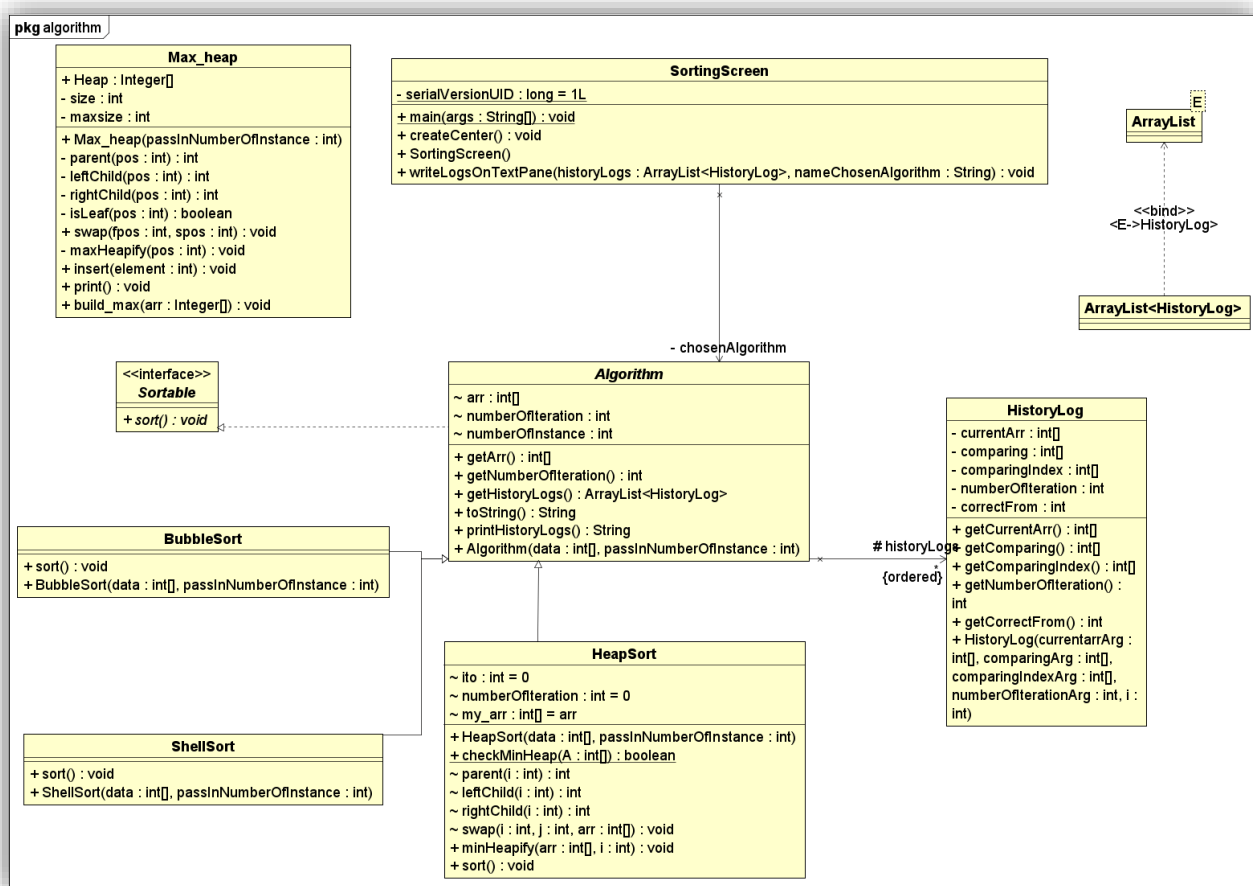 pkg algorithm
Max_heap
+ Heap : Integer[]
- size : int
- maxsize : int
+ Max_heap(passInNumberOfInstance : int)
- parent(pos : int) : int
- leftChild(pos : int) : int
- rightChild(pos : int) : int
- isLeaf(pos : int) : boolean
+ swap(fpos : int, spos : int) : void
- maxHeapify(pos : int) : void
+ insert(element : int) : void
+ print() : void
+ build_max(arr : Integer[]) : void
SortingScreen
- serialVersionUID : long = 1L
+ main(args : String[]) : void
+ createCenter() : void
+ SortingScreen()
+ writeLogsOnTextPane(historyLogs : ArrayList<HistoryLog>, nameChosenAlgorithm : String) : void
E
ArrayList
<<bind>>
<E->HistoryLog>
ArrayList<HistoryLog>
- chosenAlgorithm
<<interface>>
Sortable
+ sort() : void
Algorithm
~ arr : int[]
~ numberOfIteration : int
~ numberOfInstance : int
+ getArr() : int[]
+ getNumberOfIteration() : int
+ getHistoryLogs() : ArrayList<HistoryLog>
+ toString() : String
+ printHistoryLogs() : String
+ Algorithm(data : int[], passInNumberOfInstance : int)
# historyLogs
{ordered}
*
HistoryLog
- currentArr : int[]
- comparing : int[]
- comparingIndex : int[]
- numberOfIteration : int
- correctFrom : int
+ getCurrentArr() : int[]
+ getComparing() : int[]
+ getComparingIndex() : int[]
+ getNumberOfIteration() :
int
+ getCorrectFrom() : int
+ HistoryLog(currentarrArg :
int[], comparingArg : int[],
comparingIndexArg : int[],
numberOfIterationArg : int, i :
int)
BubbleSort
+ sort() : void
+ BubbleSort(data : int[], passInNumberOfInstance : int)
ShellSort
+ sort() : void
+ ShellSort(data : int[], passInNumberOfInstance : int)
HeapSort
~ ito : int = 0
~ numberOfIteration : int = 0
~ my_arr : int[] = arr
+ HeapSort(data : int[], passInNumberOfInstance : int)
+ checkMinHeap(A : int[]) : boolean
~ parent(i : int) : int
~ leftChild(i : int) : int
~ rightChild(i : int) : int
~ swap(i : int, j : int, arr : int[]) : void
+ minHeapify(arr : int[], i : int) : void
+ sort() : void